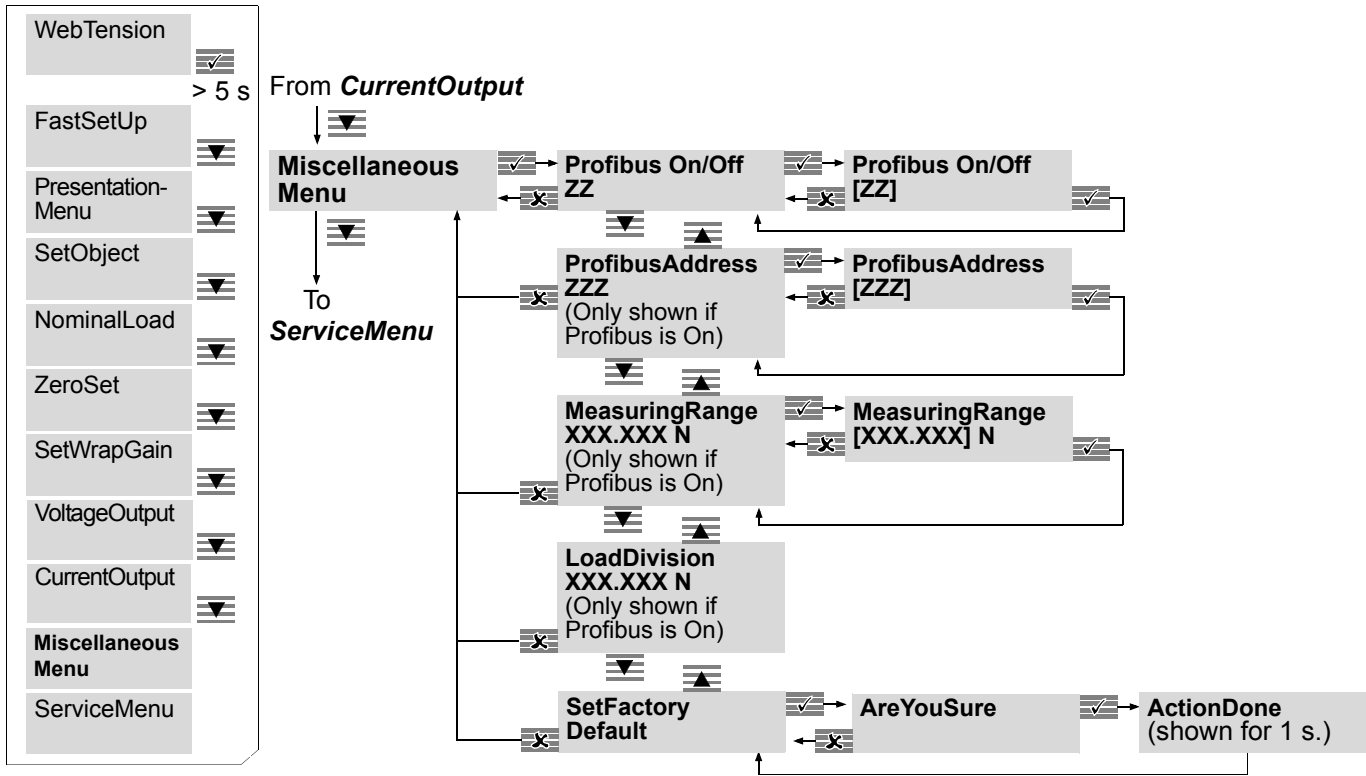 WebTension
> 5 s
FastSetUp
Presentation-
Menu
SetObject
NominalLoad
ZeroSet
SetWrapGain
VoltageOutput
CurrentOutput
Miscellaneous
Menu
ServiceMenu
From CurrentOutput
Miscellaneous
Menu
To
ServiceMenu
Profibus On/Off
ZZ
Profibus On/Off
[ZZ]
ProfibusAddress
ZZZ
(Only shown if
Profibus is On)
ProfibusAddress
[ZZZ]
MeasuringRange
XXX.XXX N
(Only shown if
Profibus is On)
MeasuringRange
[XXX.XXX] N
LoadDivision
XXX.XXX N
(Only shown if
Profibus is On)
SetFactory
Default
AreYouSure
ActionDone
(shown for 1 s.)